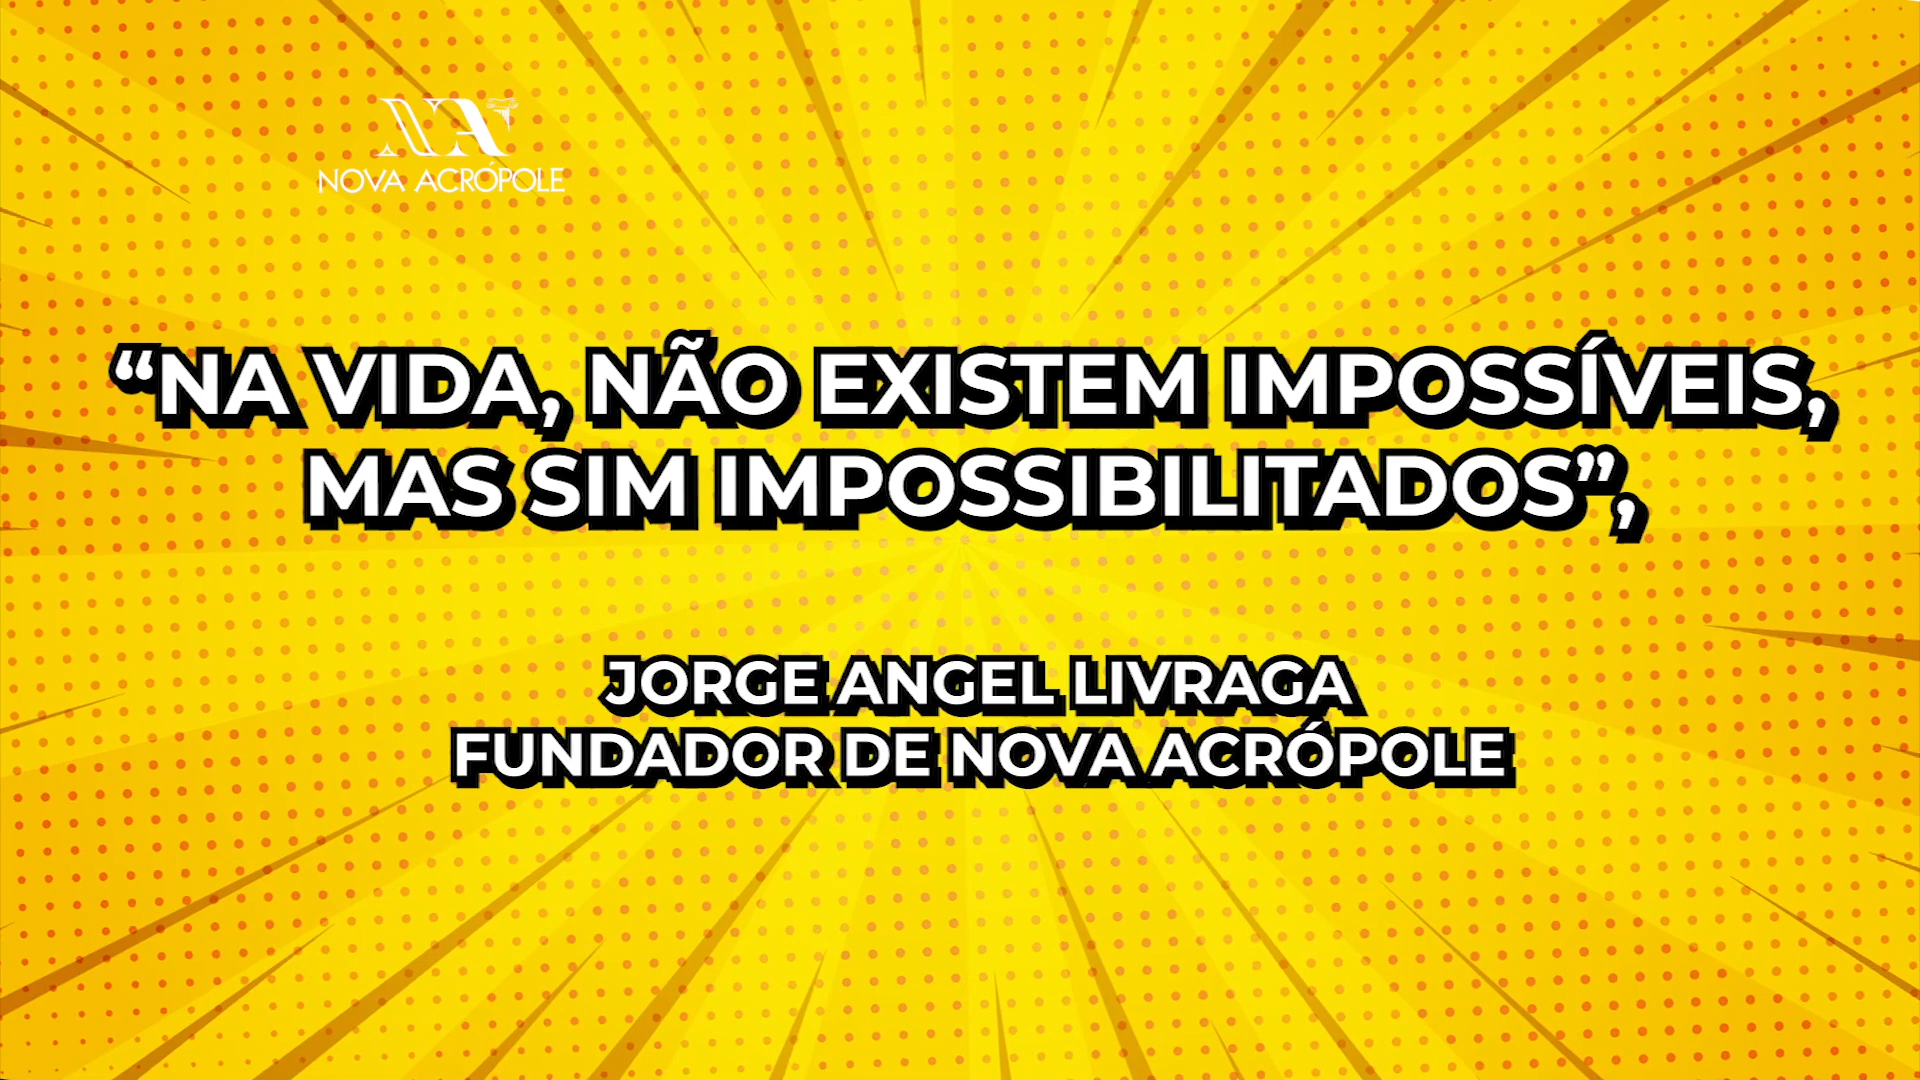 NOVA ACRÓPOLE
“NA VIDA, NÃO EXISTEM IMPOSSÍVEIS,
MAS SIM IMPOSSIBILITADOS”,
JORGE ANGEL LIVRAGA
FUNDADOR DE NOVA ACRÓPOLE